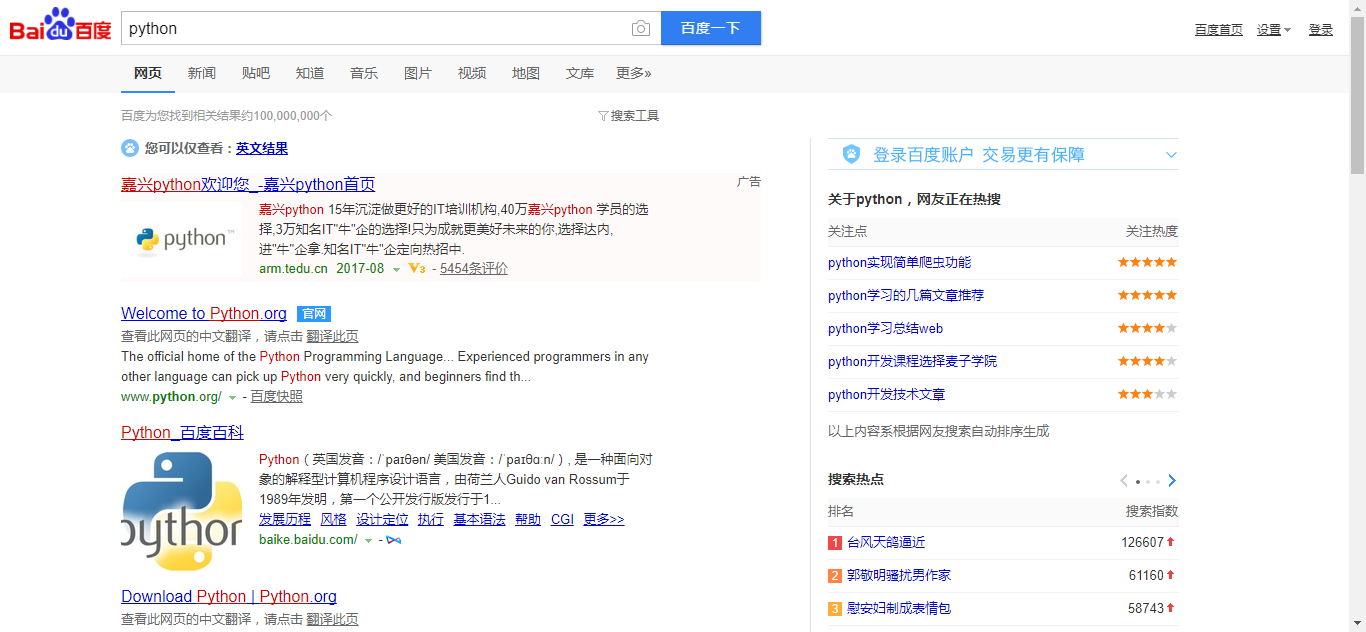 Bai du 百度
python
百度一下
百度首页 设置 登录
网页 新闻 贴吧 知道 音乐 图片 视频 地图 文库 更多»
百度为您找到相关结果约100,000,000个
搜索工具
您可以仅查看：英文结果
嘉兴python欢迎您_-嘉兴python首页
广告
python™
嘉兴python 15年沉淀做更好的IT培训机构,40万嘉兴python 学员的选
择,3万知名IT"牛"企的选择!只为成就更美好未来的你,选择达内,
进"牛"企拿.知名IT"牛"企定向热招中.
arm.tedu.cn 2017-08 V3 - 5454条评价
Welcome to Python.org 官网
查看此网页的中文翻译，请点击 翻译此页
The official home of the Python Programming Language... Experienced programmers in any
other language can pick up Python very quickly, and beginners find th...
www.python.org/ - 百度快照
Python_百度百科
python
Python（英国发音：/ˈpaɪθən/ 美国发音：/ˈpaɪθɑːn/）, 是一种面向对
象的解释型计算机程序设计语言，由荷兰人Guido van Rossum于
1989年发明，第一个公开发行版发行于1...
发展历程 风格 设计定位 执行 基本语法 帮助 CGI 更多>>
baike.baidu.com/ -
Download Python | Python.org
查看此网页的中文翻译，请点击 翻译此页
登录百度账户 交易更有保障
关于python，网友正在热搜
关注点 关注热度
python实现简单爬虫功能
python学习的几篇文章推荐
python学习总结web
python开发课程选择麦子学院
python开发技术文章
以上内容系根据网友搜索自动排序生成
搜索热点
排名 搜索指数
1 台风天鸽逼近 126607
2 郭敬明骚扰男作家 61160
3 慰安妇制成表情包 58743